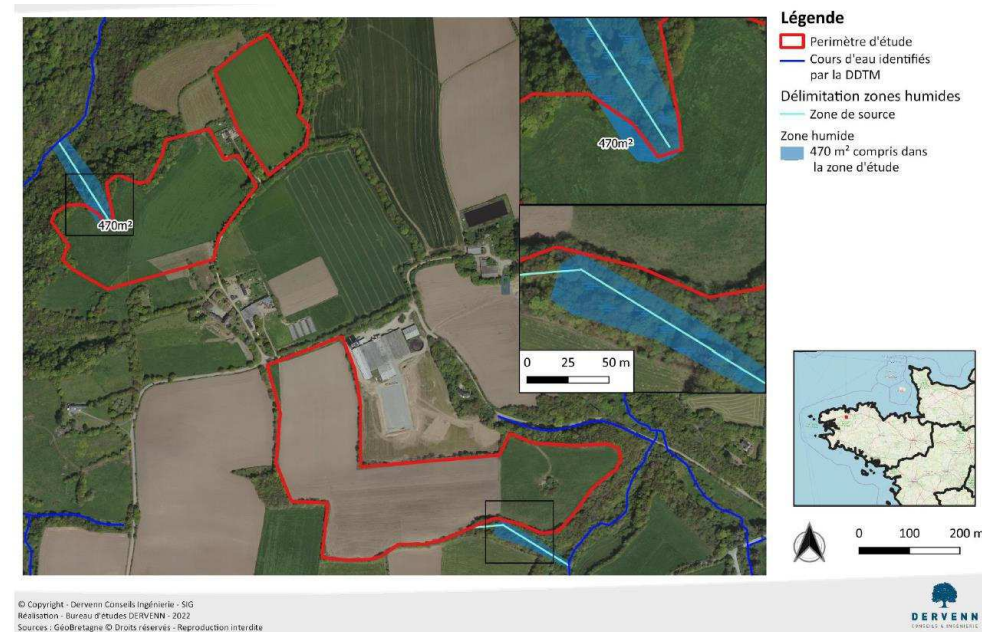 Légende
Perimètre d'étude
Cours d'eau identifiés
par la DDTM
Délimitation zones humides
Zone de source
Zone humide
470 m² compris dans
la zone d'étude
470m²
470m²
0 25 50 m
0 100 200 m
© Copyright - Dervenn Conseils Ingénierie - SIG
Réalisation - Bureau d'études DERVENN - 2022
Sources : GéoBretagne © Droits réservés - Reproduction interdite
DERVENN
CONSEILS & INGÉNIERIE